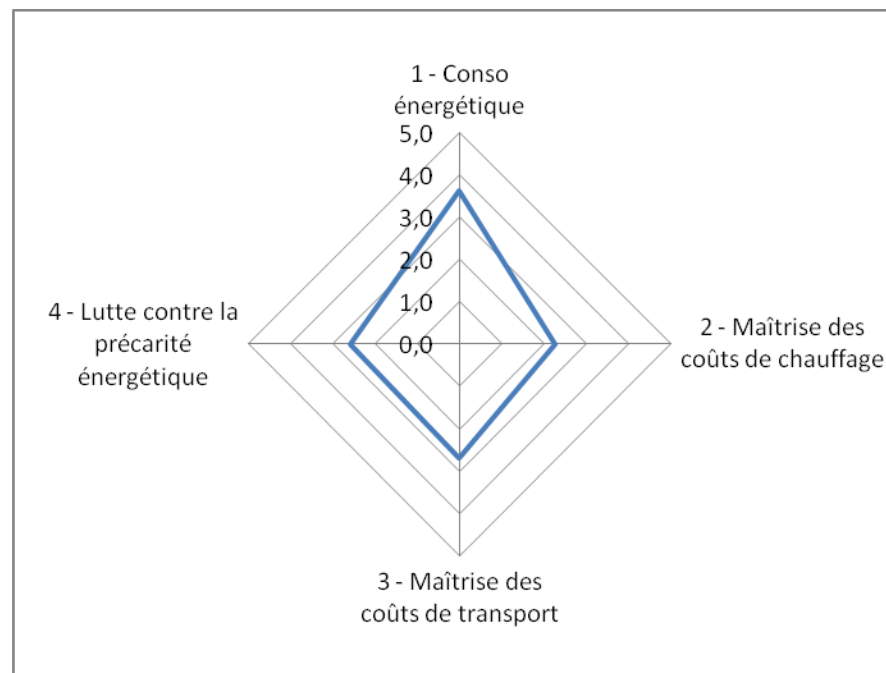 1 - Conso
énergétique
5,0
4,0
3,0
2,0
1,0
0,0
4 - Lutte contre la
précarité
énergétique
2 - Maîtrise des
coûts de chauffage
3 - Maîtrise des
coûts de transport